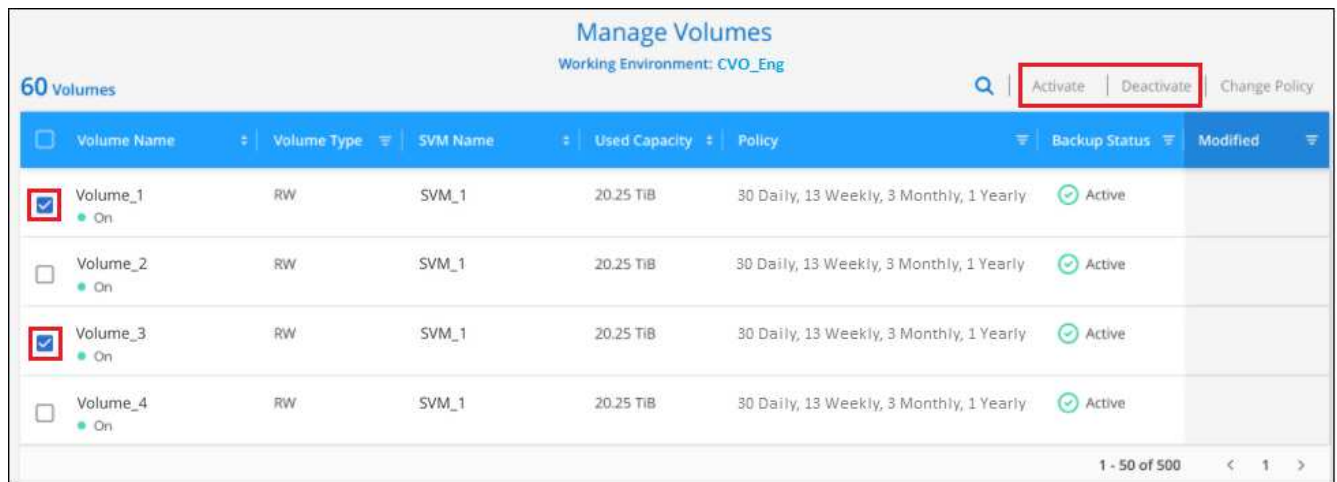 Manage Volumes
Working Environment: CVO_Eng
60 Volumes
Activate | Deactivate | Change Policy
Volume Name Volume Type SVM Name Used Capacity Policy Backup Status Modified
Volume_1 RW SVM_1 20.25 TiB 30 Daily, 13 Weekly, 3 Monthly, 1 Yearly Active
On
Volume_2 RW SVM_1 20.25 TiB 30 Daily, 13 Weekly, 3 Monthly, 1 Yearly Active
On
Volume_3 RW SVM_1 20.25 TiB 30 Daily, 13 Weekly, 3 Monthly, 1 Yearly Active
On
Volume_4 RW SVM_1 20.25 TiB 30 Daily, 13 Weekly, 3 Monthly, 1 Yearly Active
On
1 - 50 of 500 < 1 >